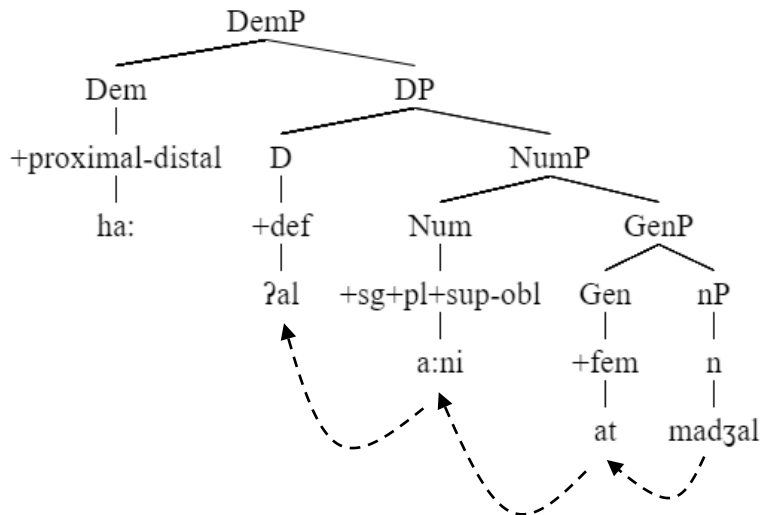 DemP
Dem DP
+proximal-distal D NumP
ha: +def Num GenP
ʔal +sg+pl+sup-obl Gen nP
a:ni +fem n
at madʒal